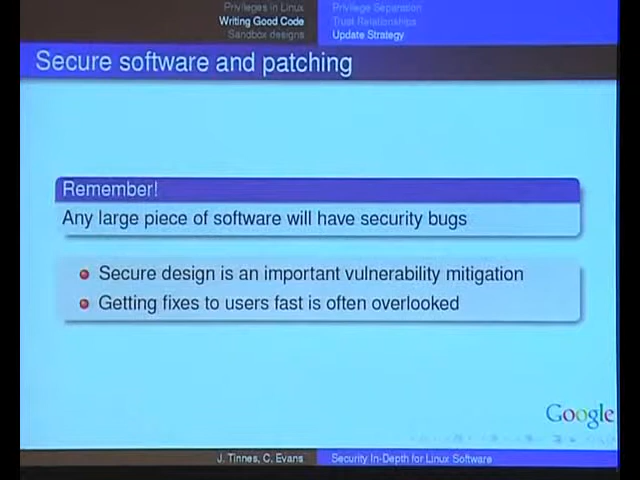 Privileges in Linux
Writing Good Code
Sandbox designs
Privilege Separation
Trust Relationships
Update Strategy
Secure software and patching
Remember!
Any large piece of software will have security bugs
Secure design is an important vulnerability mitigation
Getting fixes to users fast is often overlooked
Google
J. Tinnes, C. Evans
Security In-Depth for Linux Software